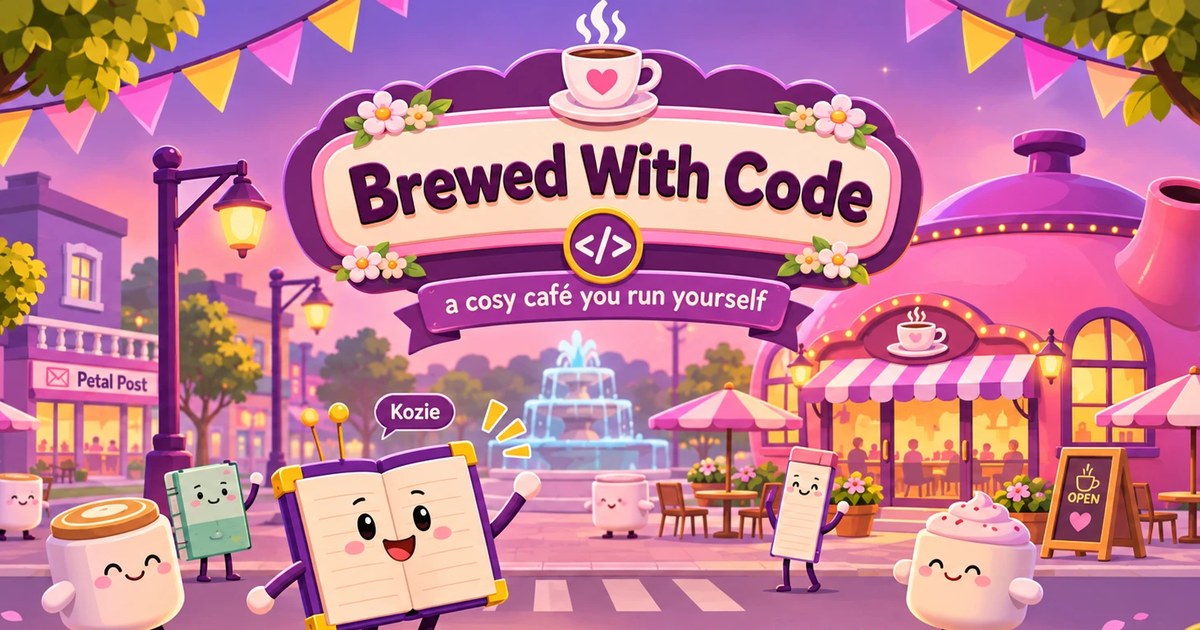 Brewed With Code
</>
a cosy café you run yourself
Petal Post
Kozie
OPEN